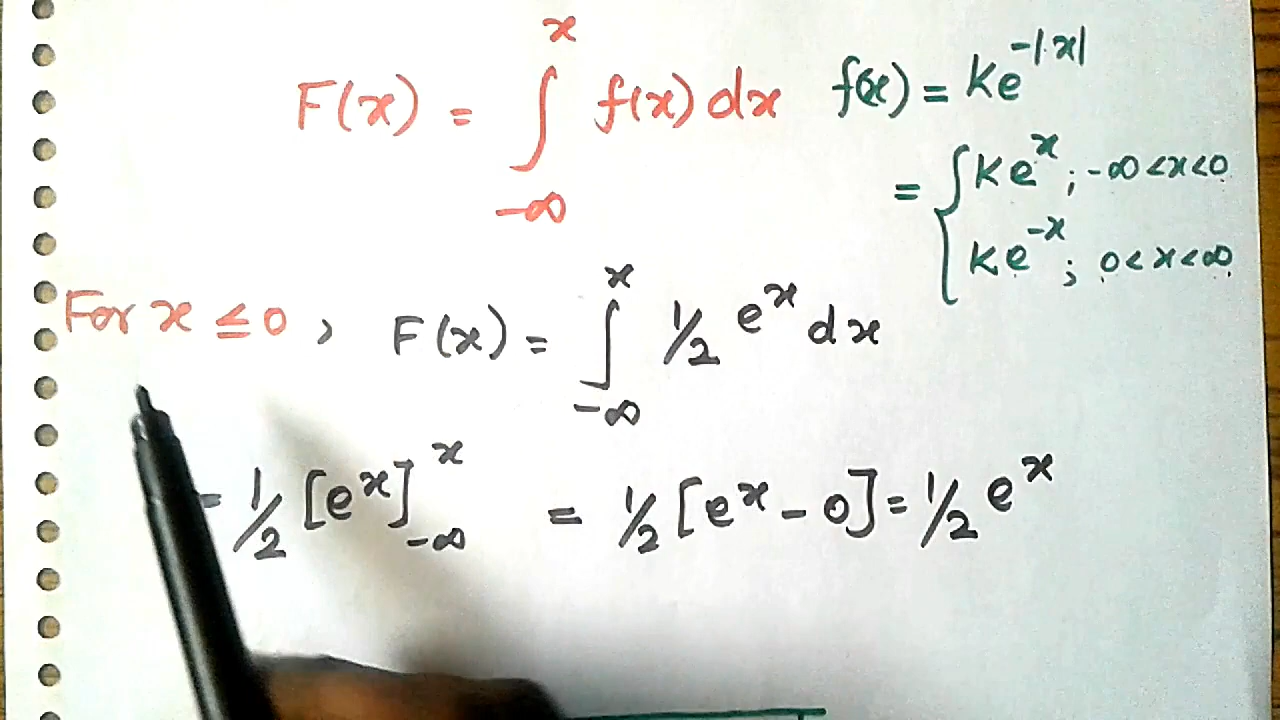 F(x) = ∫_{-∞}^{x} f(x) dx f(x) = Ke^{-|x|}
= { Ke^{x} ; -∞ < x < 0
Ke^{-x} ; 0 < x < ∞
For x ≤ 0 , F(x) = ∫_{-∞}^{x} 1/2 e^{x} dx
= 1/2 [e^{x}]_{-∞}^{x} = 1/2 [e^{x} - 0] = 1/2 e^{x}